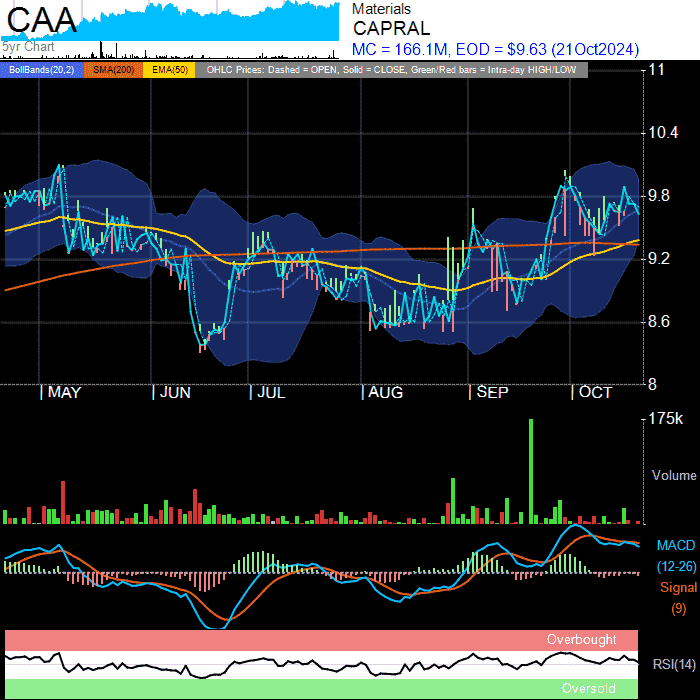 CAA
5yr Chart
Materials
CAPRAL
MC = 166.1M, EOD = $9.63 (21Oct2024)
BollBands(20,2) SMA(200) EMA(50) OHLC Prices: Dashed = OPEN, Solid = CLOSE, Green/Red bars = Intra-day HIGH/LOW
11
10.4
9.8
9.2
8.6
8
MAY JUN JUL AUG SEP OCT
175k
Volume
MACD
(12-26)
Signal
(9)
Overbought
RSI(14)
Oversold